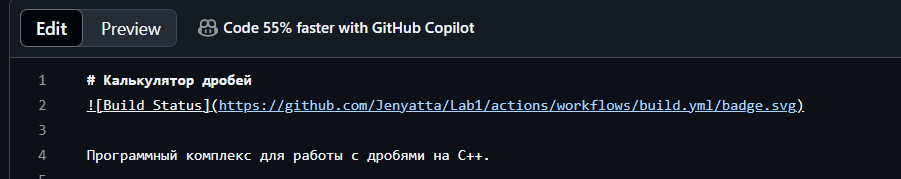 Edit Preview Code 55% faster with GitHub Copilot
1 # Калькулятор дробей
2 ![Build Status](https://github.com/Jenyatta/Lab1/actions/workflows/build.yml/badge.svg)
3
4 Программный комплекс для работы с дробями на C++.